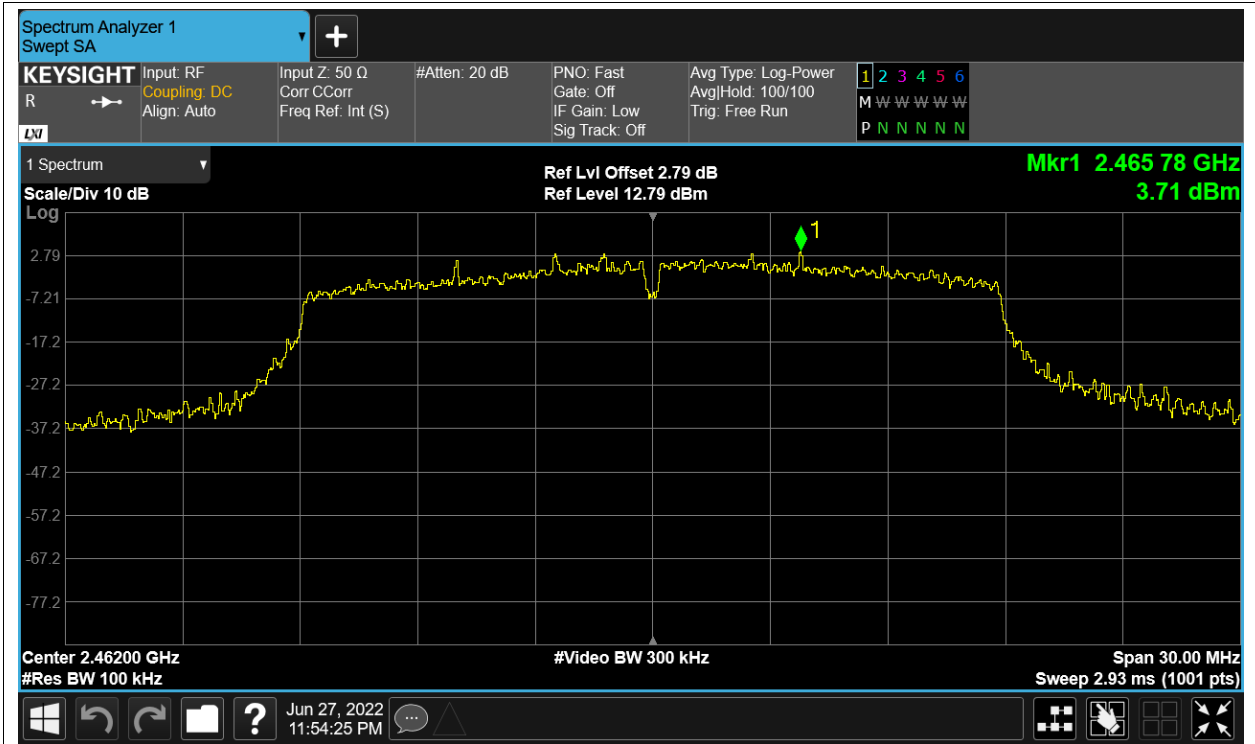 Spectrum Analyzer 1
Swept SA
KEYSIGHT
R
LXI
Input: RF
Coupling: DC
Align: Auto
Input Z: 50 Ω
Corr CCorr
Freq Ref: Int (S)
#Atten: 20 dB
PNO: Fast
Gate: Off
IF Gain: Low
Sig Track: Off
Avg Type: Log-Power
Avg|Hold: 100/100
Trig: Free Run
1 2 3 4 5 6
M W W W W W
P N N N N N
1 Spectrum
Scale/Div 10 dB
Log
Ref Lvl Offset 2.79 dB
Ref Level 12.79 dBm
Mkr1 2.465 78 GHz
3.71 dBm
1
2.79
-7.21
-17.2
-27.2
-37.2
-47.2
-57.2
-67.2
-77.2
Center 2.46200 GHz
#Res BW 100 kHz
#Video BW 300 kHz
Span 30.00 MHz
Sweep 2.93 ms (1001 pts)
?
Jun 27, 2022
11:54:25 PM